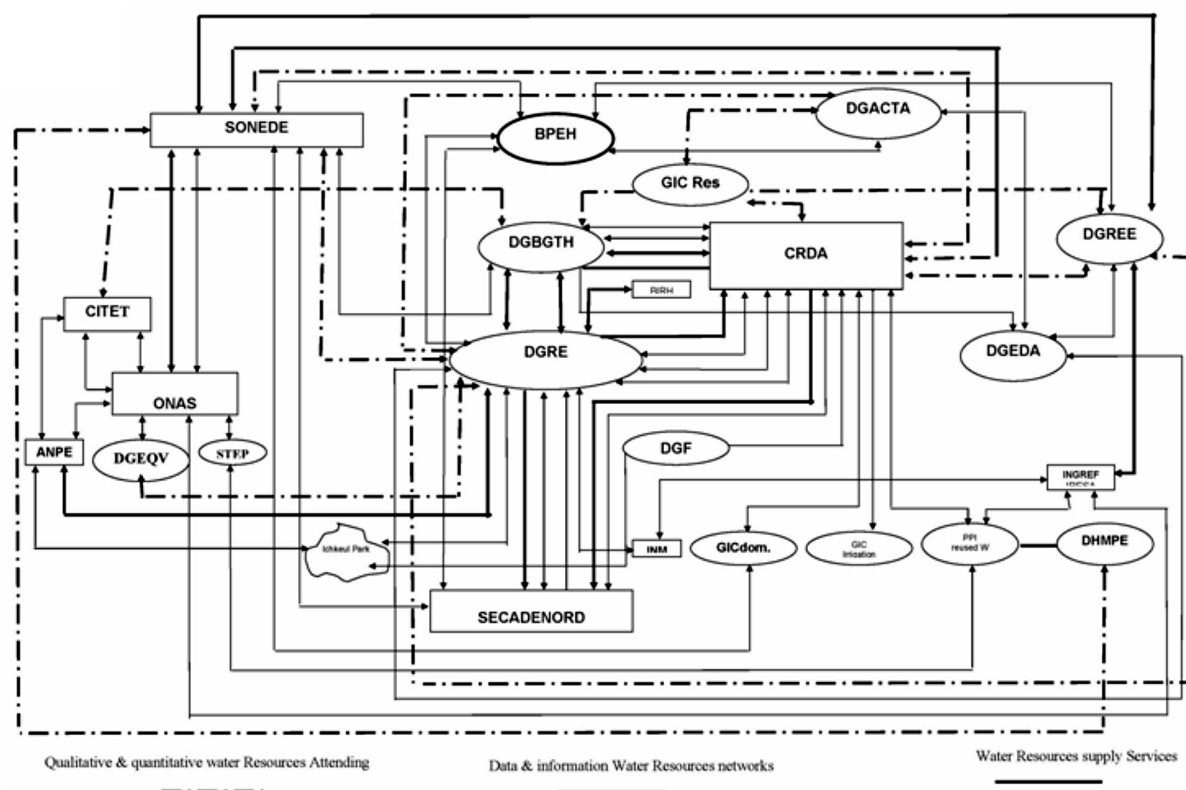 SONEDE
BPEH
DGACTA
GIC Res
DGBGTH
CRDA
DGREE
CITET
DGRE
DGEDA
ONAS
ANPE
DGEQV
STEP
DGF
INGREF
Ichkeul Park
INM
GICdom.
GIC
Irrigation
PPI
reused W
DHMPE
SECADENORD
Qualitative & quantitative water Resources Attending
Data & information Water Resources networks
Water Resources supply Services